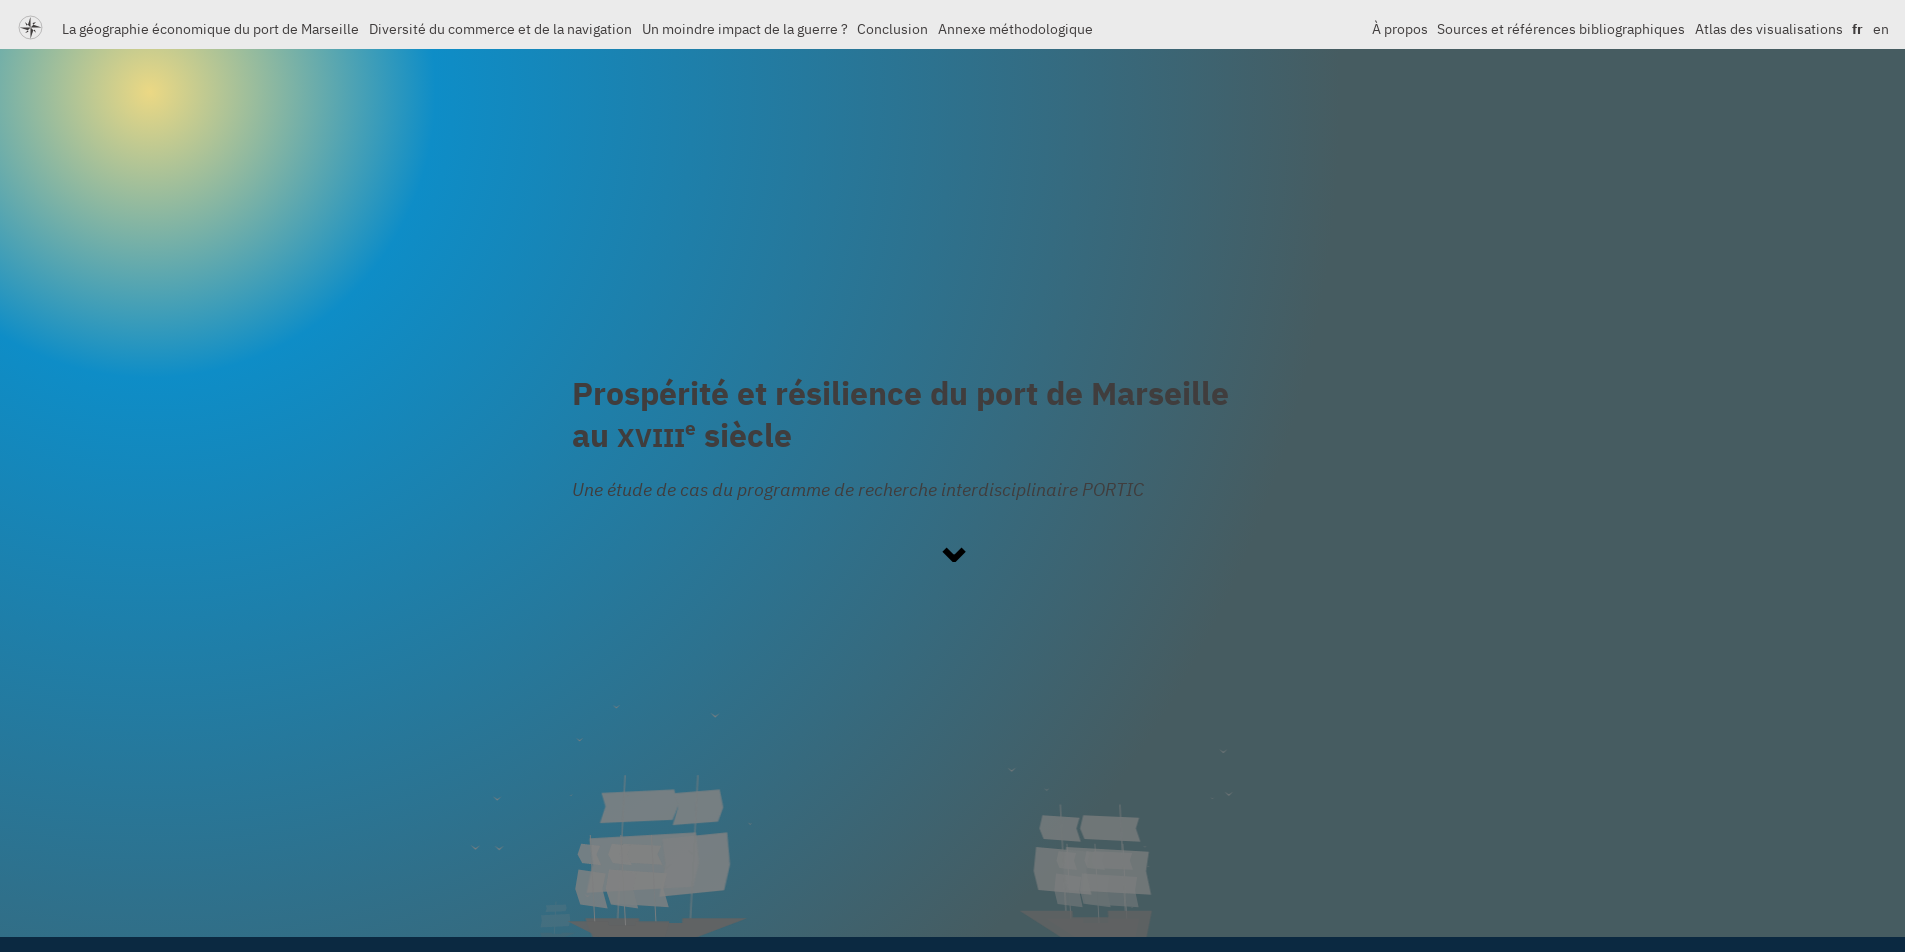 La géographie économique du port de Marseille Diversité du commerce et de la navigation Un moindre impact de la guerre ? Conclusion Annexe méthodologique À propos Sources et références bibliographiques Atlas des visualisations fr en
Prospérité et résilience du port de Marseille
au XVIIIe siècle
Une étude de cas du programme de recherche interdisciplinaire PORTIC